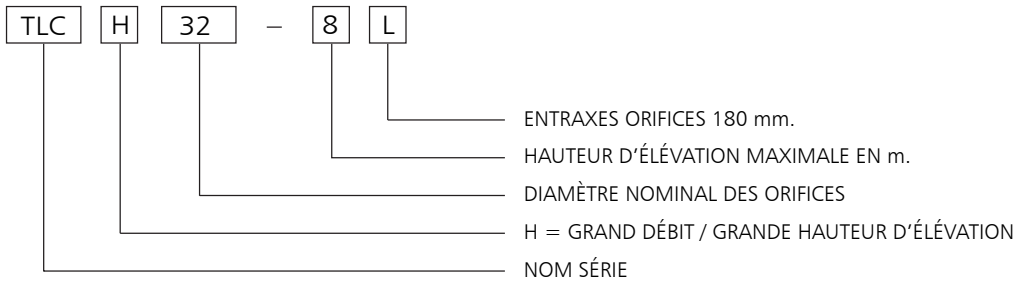 TLC H 32 – 8 L
ENTRAXES ORIFICES 180 mm.
HAUTEUR D’ÉLÉVATION MAXIMALE EN m.
DIAMÈTRE NOMINAL DES ORIFICES
H = GRAND DÉBIT / GRANDE HAUTEUR D’ÉLÉVATION
NOM SÉRIE